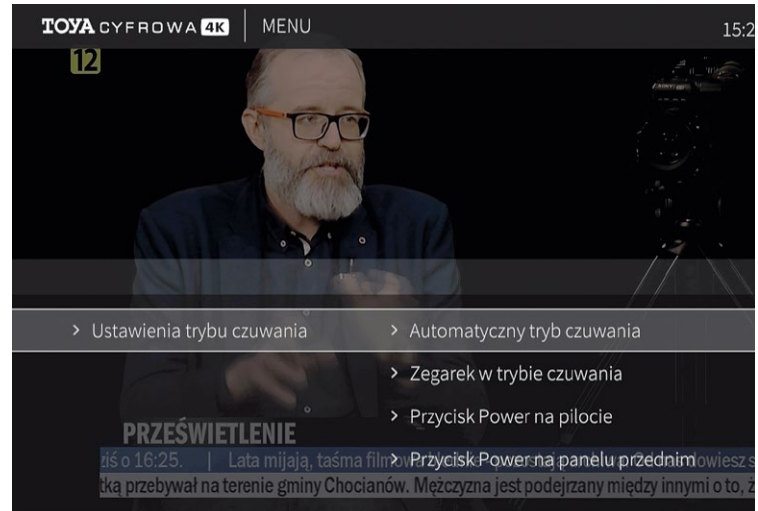 TOYA CYFROWA 4K MENU 15:2
12
> Ustawienia trybu czuwania > Automatyczny tryb czuwania
> Zegarek w trybie czuwania
> Przycisk Power na pilocie
PRZEŚWIETLENIE
> Przycisk Power na panelu przednim
ziś o 16:25. | Lata mijają, taśma filmowa dowiesz s
tką przebywał na terenie gminy Chocianów. Mężczyzna jest podejrzany między innymi o to, ż